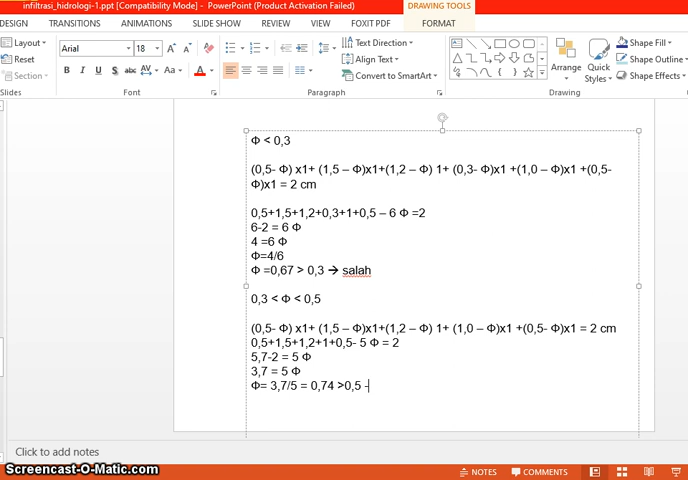 infiltrasi_hidrologi-1.ppt [Compatibility Mode] - PowerPoint (Product Activation Failed)
DRAWING TOOLS
DESIGN TRANSITIONS ANIMATIONS SLIDE SHOW REVIEW VIEW FOXIT PDF FORMAT
Layout
Reset
Section
Arial 18
B I U S abc AV Aa A
Text Direction
Align Text
Convert to SmartArt
Arrange
Quick Styles
Shape Fill
Shape Outline
Shape Effects
Slides Font Paragraph Drawing
Φ < 0,3
(0,5- Φ) x1+ (1,5 – Φ)x1+(1,2 – Φ) 1+ (0,3- Φ)x1 +(1,0 – Φ)x1 +(0,5-
Φ)x1 = 2 cm
0,5+1,5+1,2+0,3+1+0,5 – 6 Φ =2
6-2 = 6 Φ
4 =6 Φ
Φ=4/6
Φ =0,67 > 0,3 → salah
0,3 < Φ < 0,5
(0,5- Φ) x1+ (1,5 – Φ)x1+(1,2 – Φ) 1+ (1,0 – Φ)x1 +(0,5- Φ)x1 = 2 cm
0,5+1,5+1,2+1+0,5- 5 Φ = 2
5,7-2 = 5 Φ
3,7 = 5 Φ
Φ= 3,7/5 = 0,74 >0,5 -
Click to add notes
Screencast-O-Matic.com
NOTES COMMENTS